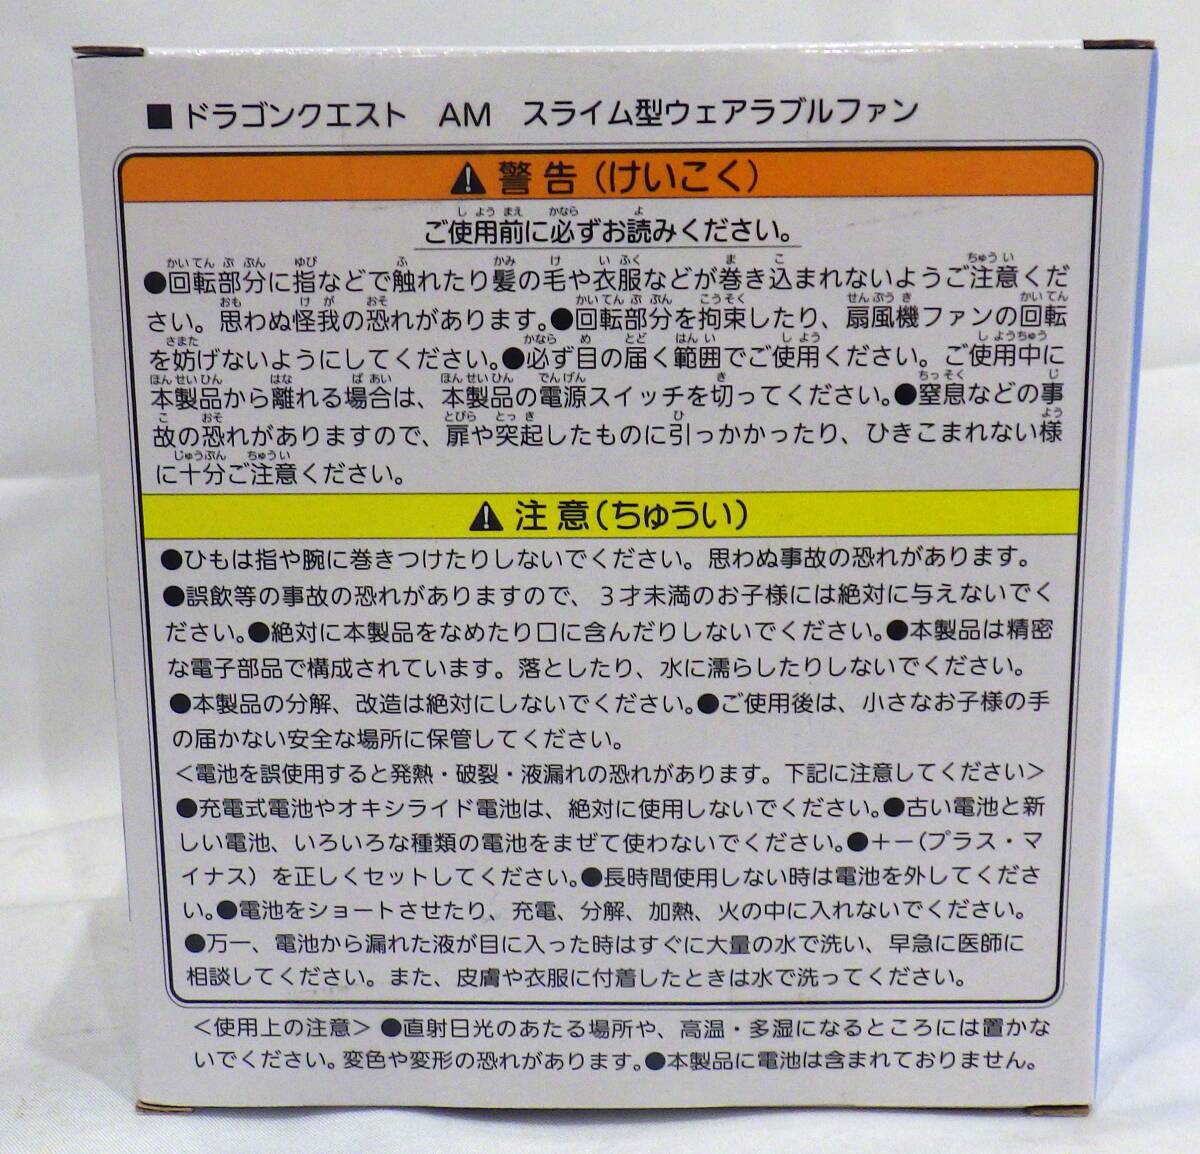 ■ドラゴンクエスト　AM　スライム型ウェアラブルファン
⚠警告（けいこく）
ご使用前に必ずお読みください。
●回転部分に指などで触れたり髪の毛や衣服などが巻き込まれないようご注意くだ
さい。思わぬ怪我の恐れがあります。●回転部分を拘束したり、扇風機ファンの回転
を妨げないようにしてください。●必ず目の届く範囲でご使用ください。ご使用中に
本製品から離れる場合は、本製品の電源スイッチを切ってください。●窒息などの事
故の恐れがありますので、扉や突起したものに引っかかったり、ひきこまれない様
に十分ご注意ください。
⚠注意（ちゅうい）
●ひもは指や腕に巻きつけたりしないでください。思わぬ事故の恐れがあります。
●誤飲等の事故の恐れがありますので、３才未満のお子様には絶対に与えないでく
ださい。●絶対に本製品をなめたり口に含んだりしないでください。●本製品は精密
な電子部品で構成されています。落としたり、水に濡らしたりしないでください。
●本製品の分解、改造は絶対にしないでください。●ご使用後は、小さなお子様の手
の届かない安全な場所に保管してください。
＜電池を誤使用すると発熱・破裂・液漏れの恐れがあります。下記に注意してください＞
●充電式電池やオキシライド電池は、絶対に使用しないでください。●古い電池と新
しい電池、いろいろな種類の電池をまぜて使わないでください。●＋－（プラス・マ
イナス）を正しくセットしてください。●長時間使用しない時は電池を外してくださ
い。●電池をショートさせたり、充電、分解、加熱、火の中に入れないでください。
●万一、電池から漏れた液が目に入った時はすぐに大量の水で洗い、早急に医師に
相談してください。また、皮膚や衣服に付着したときは水で洗ってください。
＜使用上の注意＞●直射日光のあたる場所や、高温・多湿になるところには置かな
いでください。変色や変形の恐れがあります。●本製品に電池は含まれておりません。